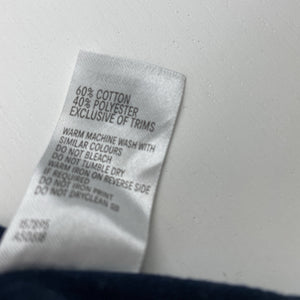 60% COTTON
40% POLYESTER
EXCLUSIVE OF TRIMS
WARM MACHINE WASH WITH
SIMILAR COLOURS
DO NOT BLEACH
DO NOT TUMBLE DRY
WARM IRON ON REVERSE SIDE
IF REQUIRED
DO NOT IRON PRINT
DO NOT DRYCLEAN